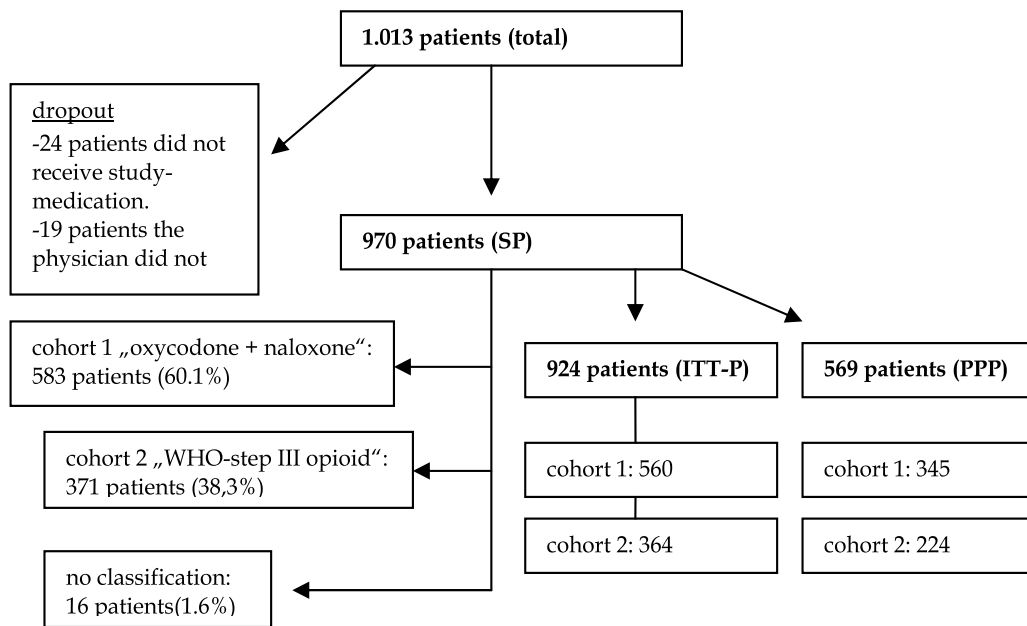 1.013 patients (total)
dropout
-24 patients did not
receive study-
medication.
-19 patients the
physician did not
970 patients (SP)
cohort 1 „oxycodone + naloxone“:
583 patients (60.1%)
cohort 2 „WHO-step III opioid“:
371 patients (38,3%)
no classification:
16 patients(1.6%)
924 patients (ITT-P)
cohort 1: 560
cohort 2: 364
569 patients (PPP)
cohort 1: 345
cohort 2: 224